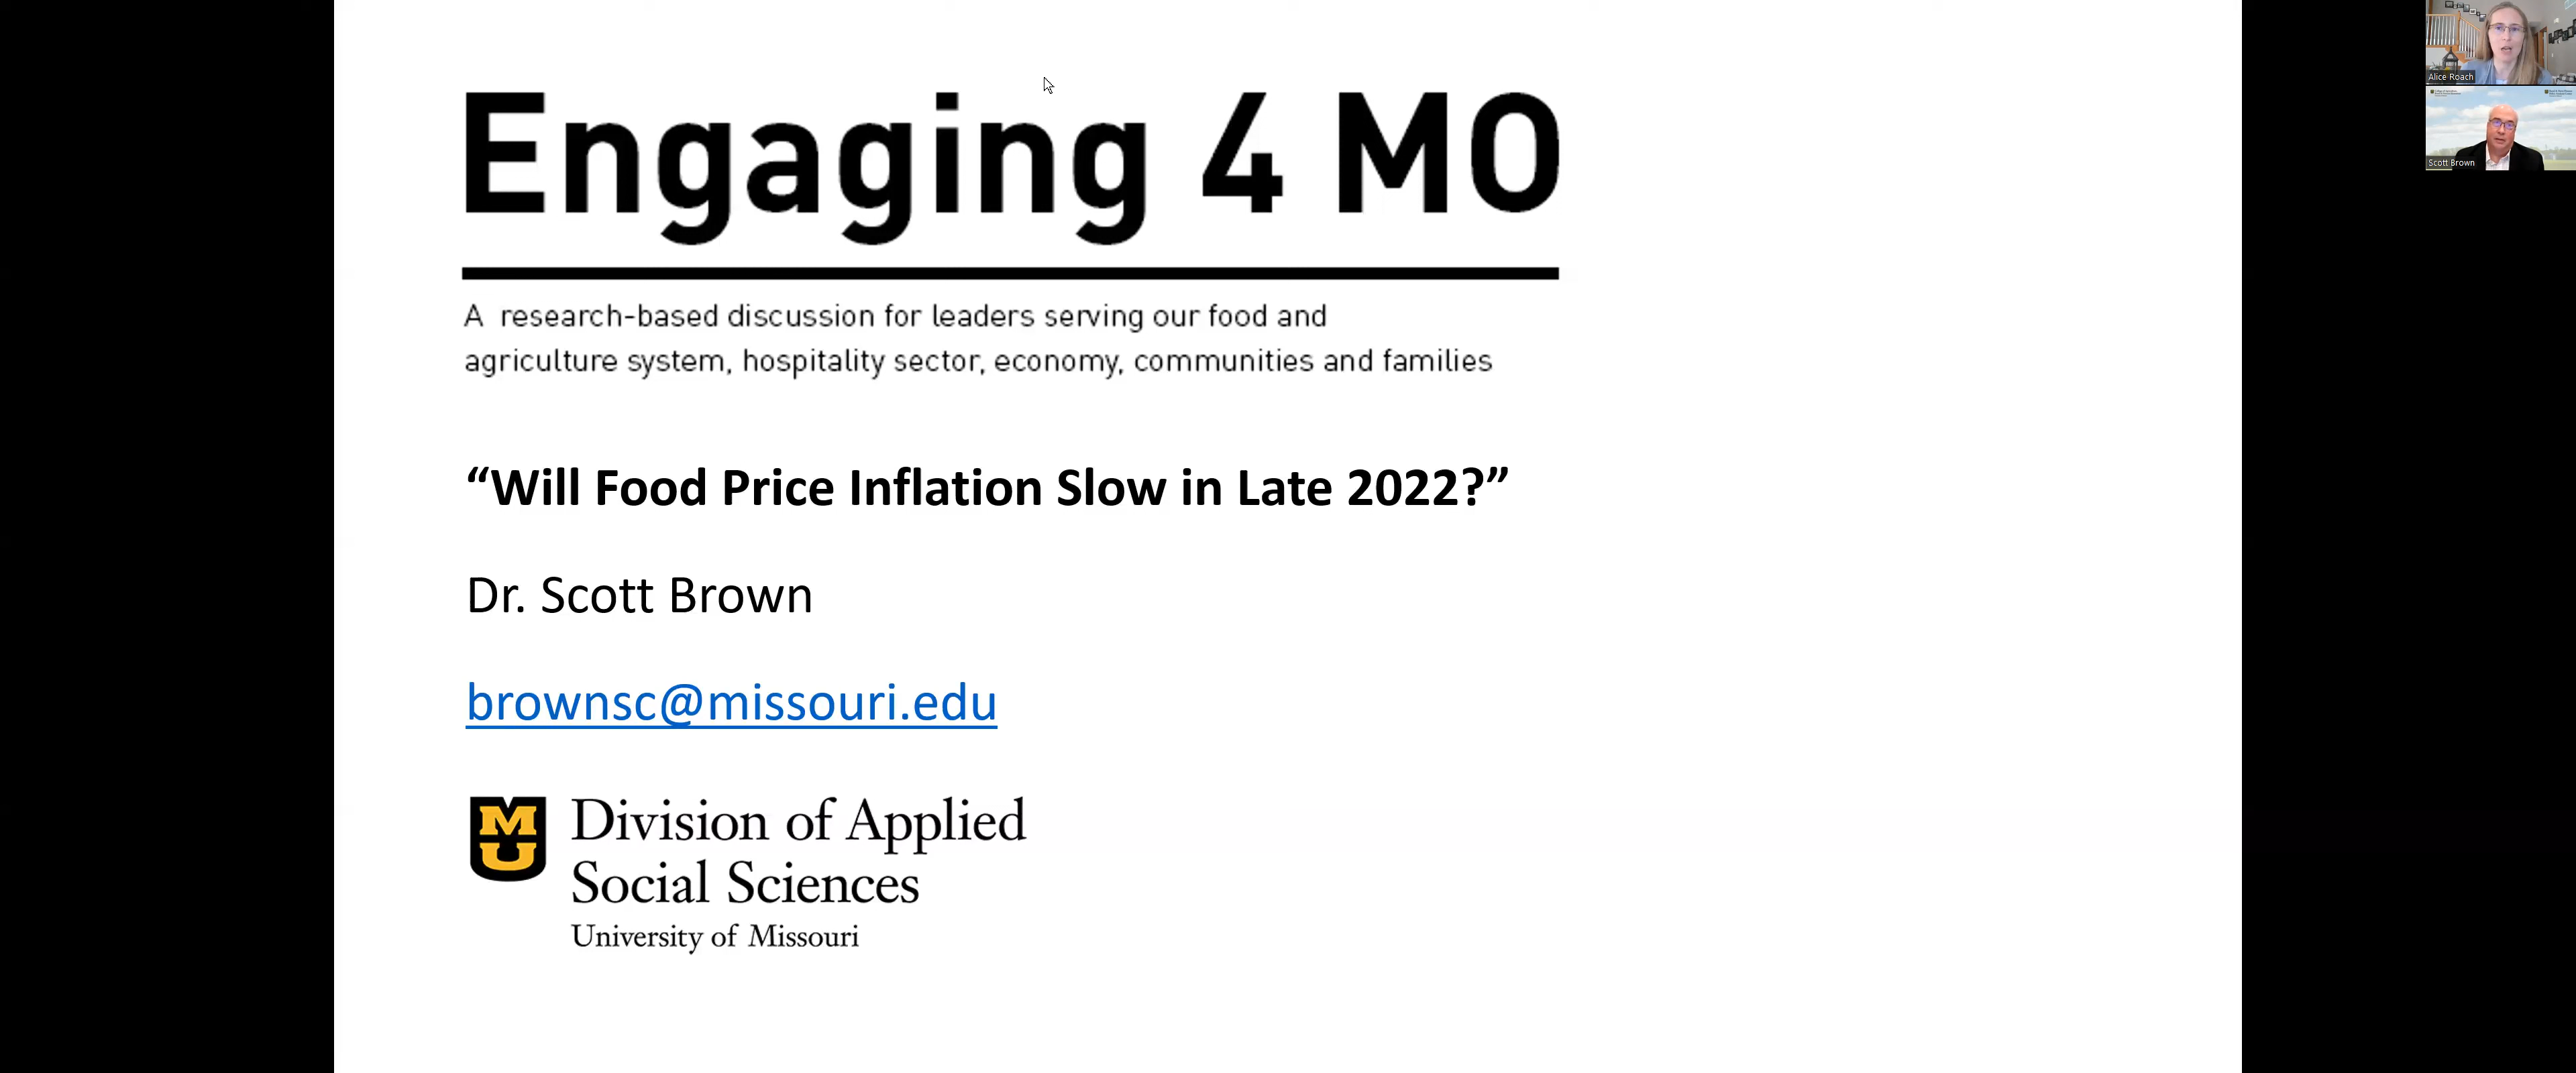 Engaging 4 MO
A research-based discussion for leaders serving our food and
agriculture system, hospitality sector, economy, communities and families
“Will Food Price Inflation Slow in Late 2022?”
Dr. Scott Brown
brownsc@missouri.edu
MU
Division of Applied
Social Sciences
University of Missouri
Alice Roach
Scott Brown